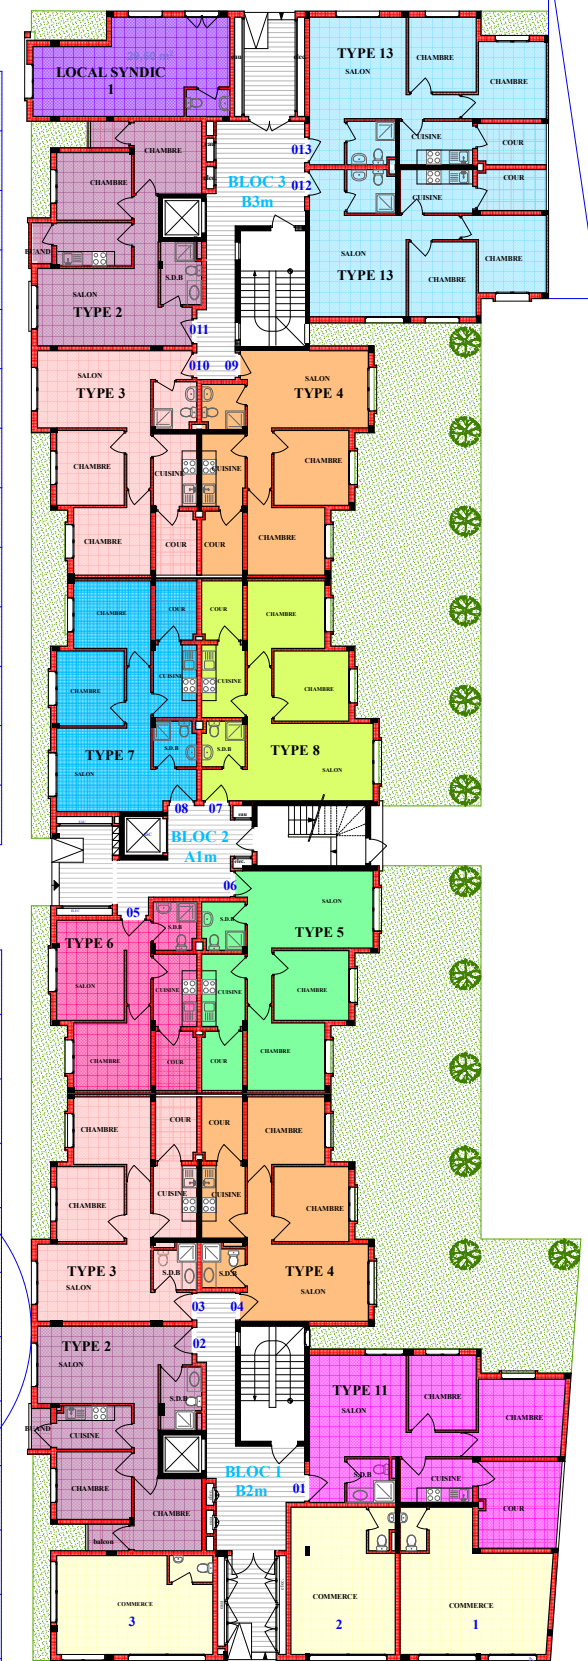 LOCAL SYNDIC
1
eau
elec.
TYPE 13
SALON
CHAMBRE
CHAMBRE
CUISINE
COUR
013
CHAMBRE
CHAMBRE
BLOC 3
B3m
012
CUISINE
COUR
SALON
TYPE 13
CHAMBRE
CHAMBRE
BUAND
S.D.B
SALON
TYPE 2
011
010
09
SALON
TYPE 3
SALON
TYPE 4
CHAMBRE
CUISINE
CUISINE
CHAMBRE
CHAMBRE
COUR
COUR
CHAMBRE
CHAMBRE
COUR
COUR
CHAMBRE
CHAMBRE
CUISINE
CUISINE
CHAMBRE
TYPE 7
SALON
S.D.B
S.D.B
TYPE 8
SALON
08
07
eau
BLOC 2
A1m
elec.
06
05
TYPE 6
SALON
S.D.B
S.D.B
SALON
TYPE 5
CUISINE
CUISINE
CHAMBRE
CHAMBRE
COUR
COUR
CHAMBRE
CHAMBRE
COUR
COUR
CHAMBRE
CHAMBRE
CUISINE
CUISINE
CHAMBRE
TYPE 3
SALON
S.D.B
S.D.B
TYPE 4
SALON
03
04
02
TYPE 2
SALON
S.D.B
BUAND
CUISINE
CHAMBRE
CHAMBRE
balcon
TYPE 11
SALON
CHAMBRE
CHAMBRE
S.D.B
CUISINE
COUR
BLOC 1
B2m
01
COMMERCE
3
COMMERCE
2
COMMERCE
1